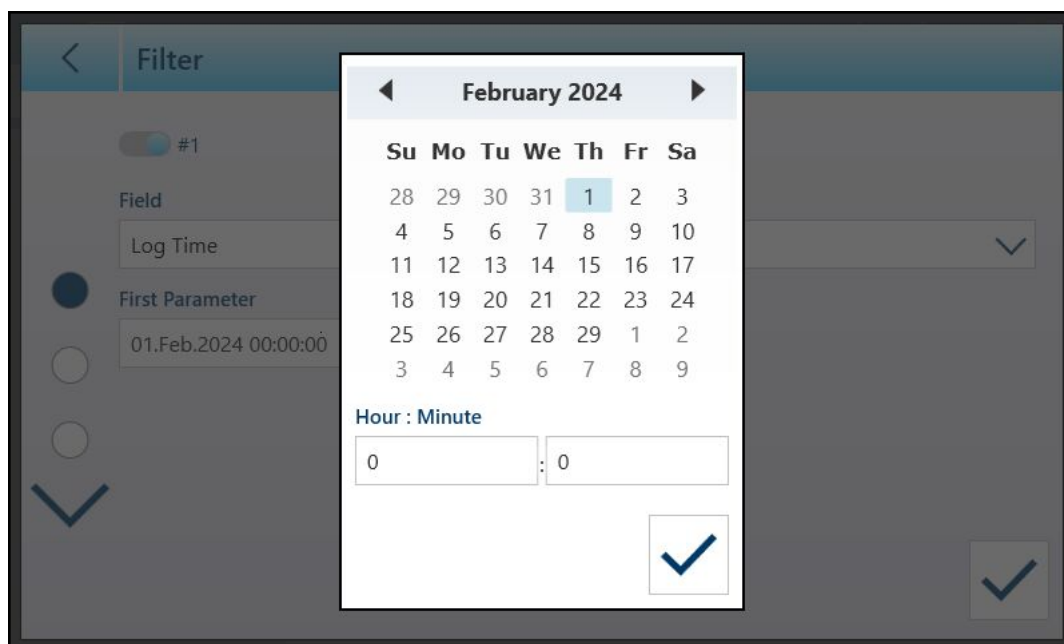 Filter
#1
Field
Log Time
First Parameter
01.Feb.2024 00:00:00
February 2024
Su Mo Tu We Th Fr Sa
28 29 30 31 1 2 3
4 5 6 7 8 9 10
11 12 13 14 15 16 17
18 19 20 21 22 23 24
25 26 27 28 29 1 2
3 4 5 6 7 8 9
Hour : Minute
0 : 0